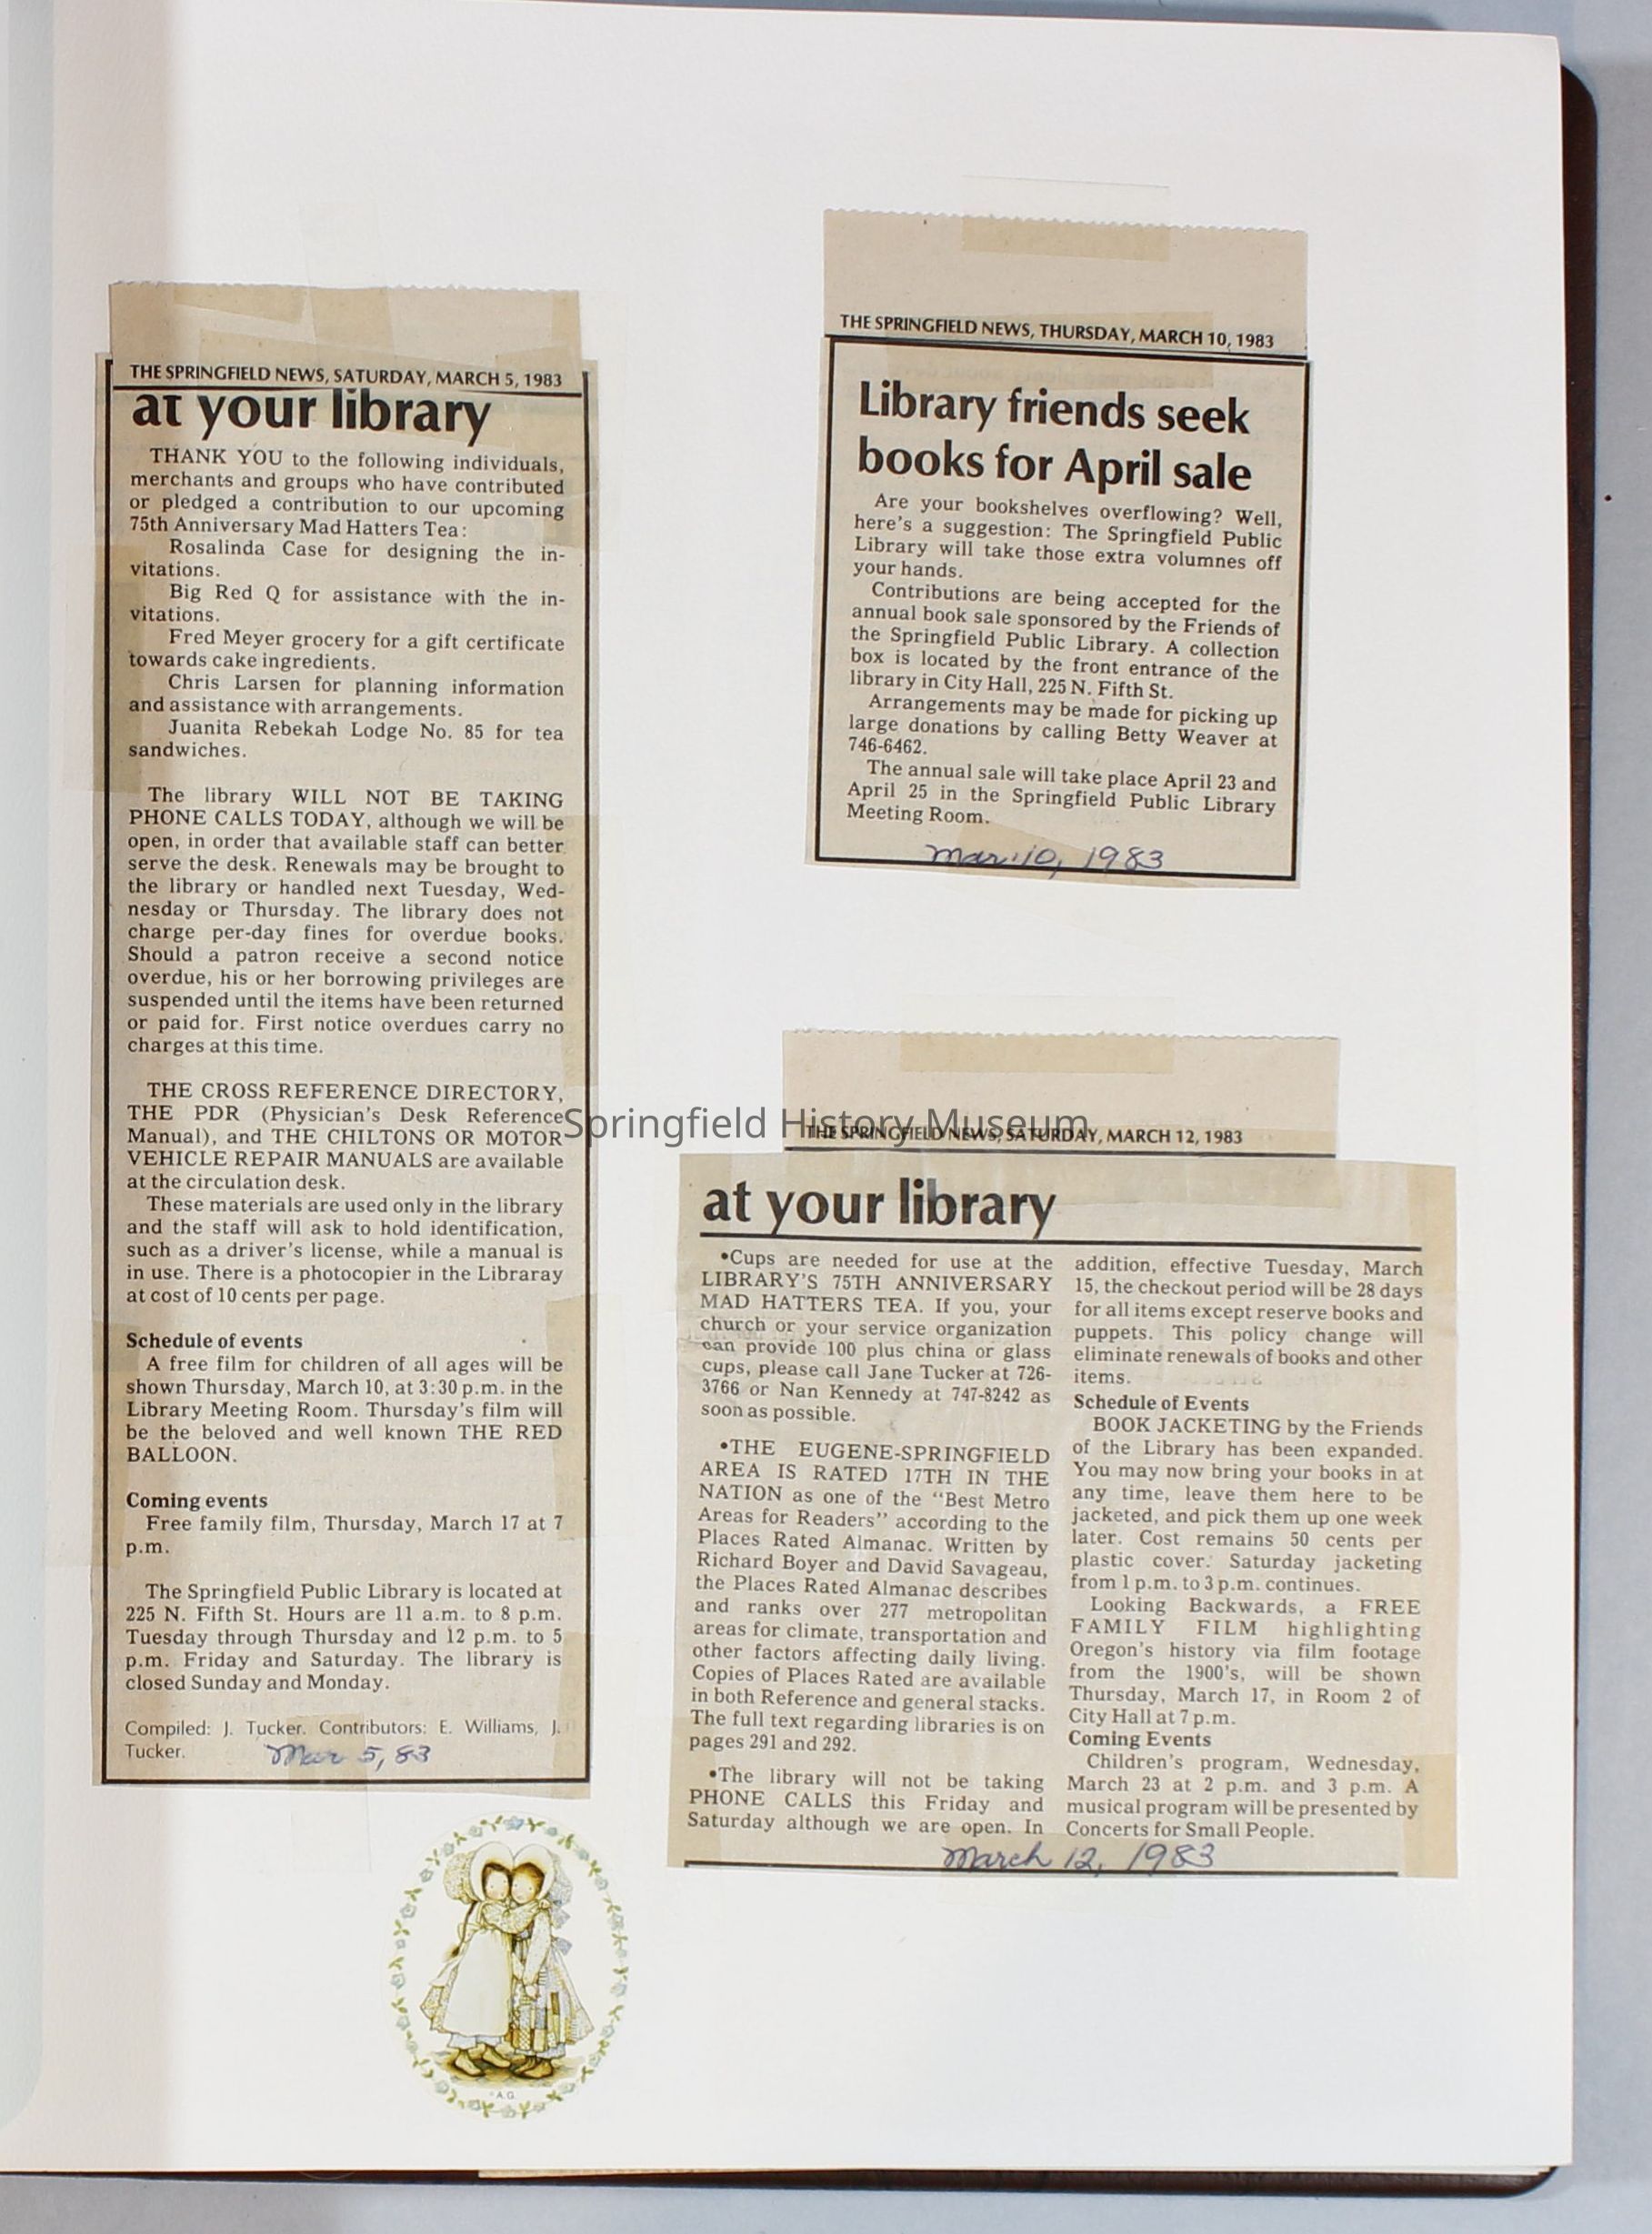 THE SPRINGFIELD NEWS, SATURDAY, MARCH 5, 1983
at your library
THANK YOU to the following individuals,
merchants and groups who have contributed
or pledged a contribution to our upcoming
75th Anniversary Mad Hatters Tea:
Rosalinda Case for designing the in-
vitations.
Big Red Q for assistance with the in-
vitations.
Fred Meyer grocery for a gift certificate
towards cake ingredients.
Chris Larsen for planning information
and assistance with arrangements.
Juanita Rebekah Lodge No. 85 for tea
sandwiches.
The library WILL NOT BE TAKING
PHONE CALLS TODAY, although we will be
open, in order that available staff can better
serve the desk. Renewals may be brought to
the library or handled next Tuesday, Wed-
nesday or Thursday. The library does not
charge per-day fines for overdue books.
Should a patron receive a second notice
overdue, his or her borrowing privileges are
suspended until the items have been returned
or paid for. First notice overdues carry no
charges at this time.
THE CROSS REFERENCE DIRECTORY,
THE PDR (Physician's Desk Reference
Manual), and THE CHILTONS OR MOTOR
VEHICLE REPAIR MANUALS are available
at the circulation desk.
These materials are used only in the library
and the staff will ask to hold identification,
such as a driver's license, while a manual is
in use. There is a photocopier in the Libraray
at cost of 10 cents per page.
Schedule of events
A free film for children of all ages will be
shown Thursday, March 10, at 3:30 p.m. in the
Library Meeting Room. Thursday's film will
be the beloved and well known THE RED
BALLOON.
Coming events
Free family film, Thursday, March 17 at 7
p.m.
The Springfield Public Library is located at
225 N. Fifth St. Hours are 11 a.m. to 8 p.m.
Tuesday through Thursday and 12 p.m. to 5
p.m. Friday and Saturday. The library is
closed Sunday and Monday.
Compiled: J. Tucker. Contributors: E. Williams, J.
Tucker.
Mar 5, 83
THE SPRINGFIELD NEWS, THURSDAY, MARCH 10, 1983
Library friends seek
books for April sale
Are your bookshelves overflowing? Well,
here's a suggestion: The Springfield Public
Library will take those extra volumnes off
your hands.
Contributions are being accepted for the
annual book sale sponsored by the Friends of
the Springfield Public Library. A collection
box is located by the front entrance of the
library in City Hall, 225 N. Fifth St.
Arrangements may be made for picking up
large donations by calling Betty Weaver at
746-6462.
The annual sale will take place April 23 and
April 25 in the Springfield Public Library
Meeting Room.
Mar. 10, 1983
Springfield History Museum
THE SPRINGFIELD NEWS, SATURDAY, MARCH 12, 1983
at your library
•Cups are needed for use at the
LIBRARY'S 75TH ANNIVERSARY
MAD HATTERS TEA. If you, your
church or your service organization
can provide 100 plus china or glass
cups, please call Jane Tucker at 726-
3766 or Nan Kennedy at 747-8242 as
soon as possible.
•THE EUGENE-SPRINGFIELD
AREA IS RATED 17TH IN THE
NATION as one of the "Best Metro
Areas for Readers" according to the
Places Rated Almanac. Written by
Richard Boyer and David Savageau,
the Places Rated Almanac describes
and ranks over 277 metropolitan
areas for climate, transportation and
other factors affecting daily living.
Copies of Places Rated are available
in both Reference and general stacks.
The full text regarding libraries is on
pages 291 and 292.
•The library will not be taking
PHONE CALLS this Friday and
Saturday although we are open. In
addition, effective Tuesday, March
15, the checkout period will be 28 days
for all items except reserve books and
puppets. This policy change will
eliminate renewals of books and other
items.
Schedule of Events
BOOK JACKETING by the Friends
of the Library has been expanded.
You may now bring your books in at
any time, leave them here to be
jacketed, and pick them up one week
later. Cost remains 50 cents per
plastic cover. Saturday jacketing
from 1 p.m. to 3 p.m. continues.
Looking Backwards, a FREE
FAMILY FILM highlighting
Oregon's history via film footage
from the 1900's, will be shown
Thursday, March 17, in Room 2 of
City Hall at 7 p.m.
Coming Events
Children's program, Wednesday,
March 23 at 2 p.m. and 3 p.m. A
musical program will be presented by
Concerts for Small People.
March 12, 1983
A.G.